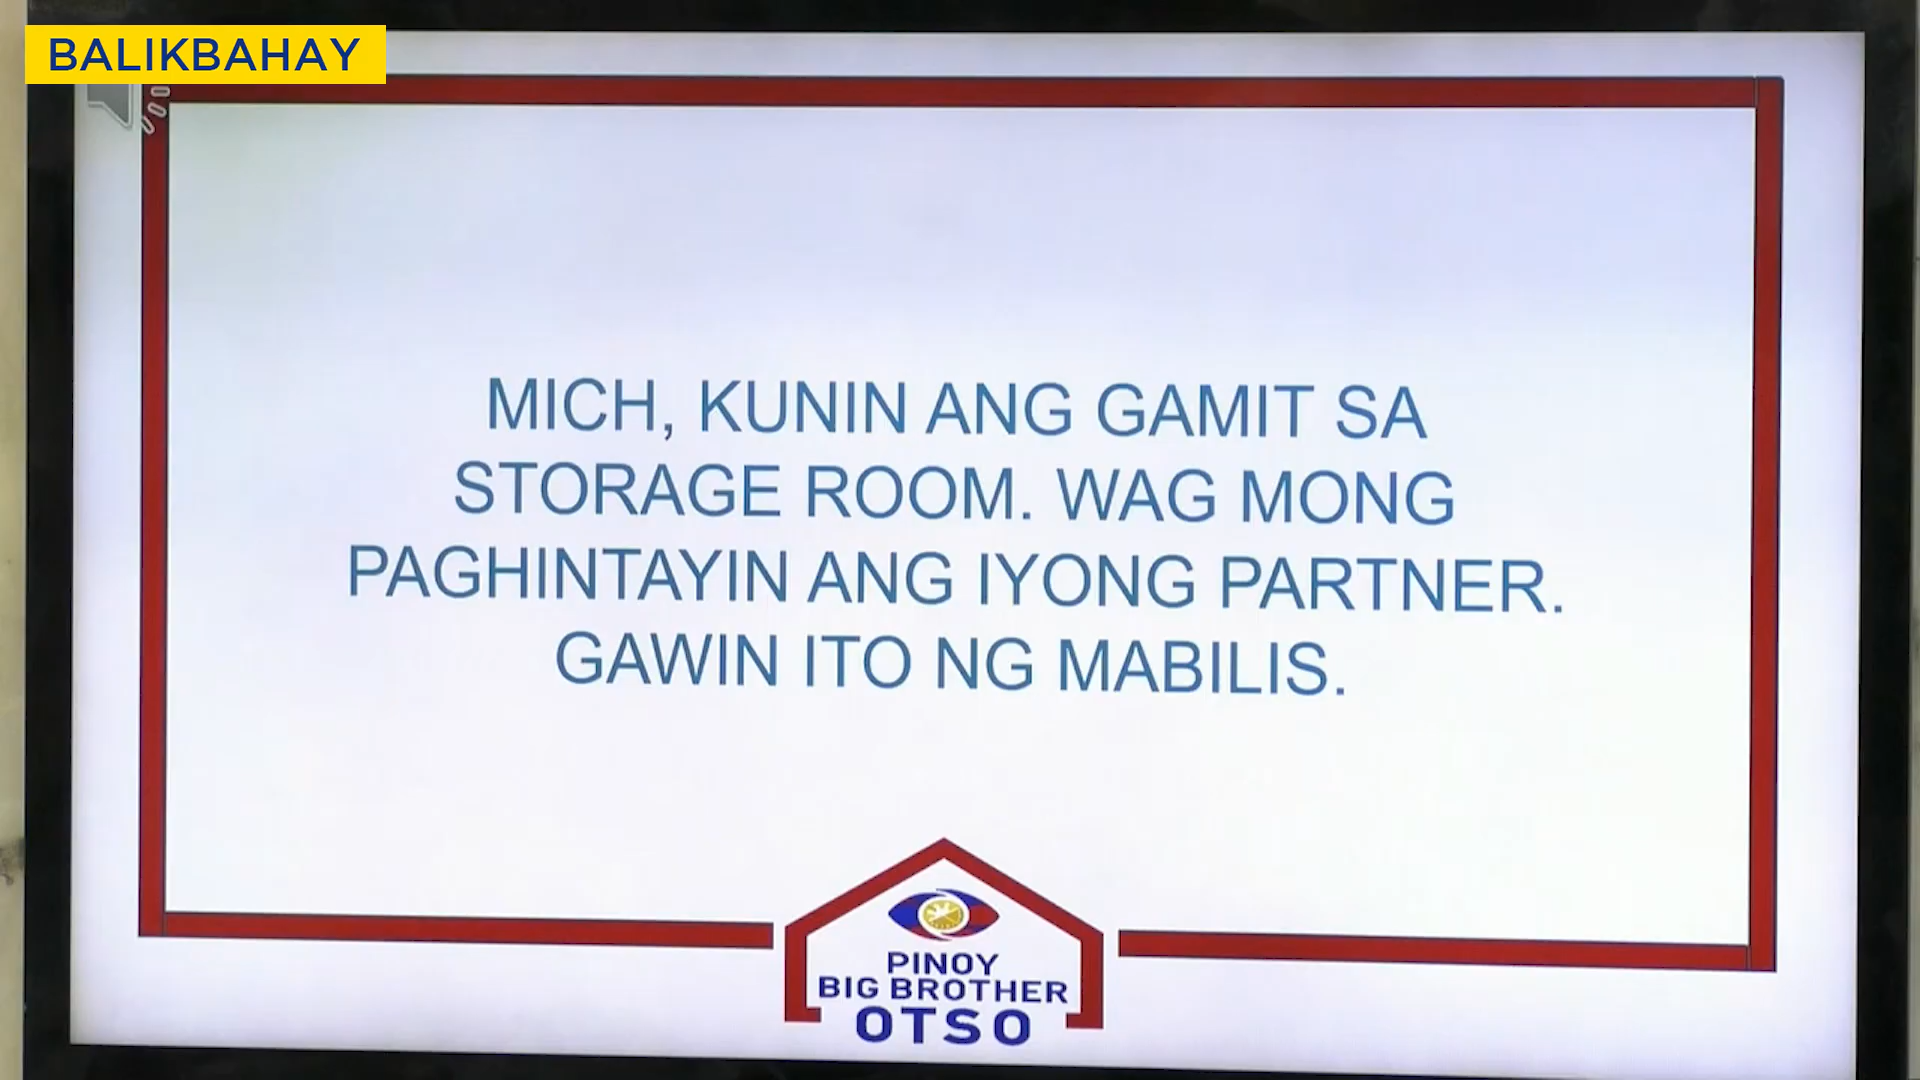 BALIKBAHAY
MICH, KUNIN ANG GAMIT SA
STORAGE ROOM. WAG MONG
PAGHINTAYIN ANG IYONG PARTNER.
GAWIN ITO NG MABILIS.
PINOY
BIG BROTHER
OTSO